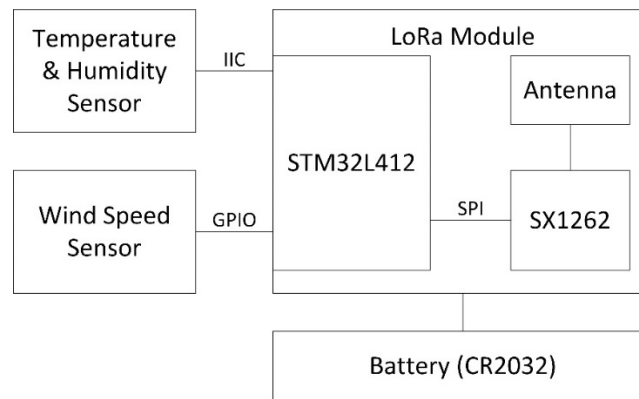 Temperature
& Humidity
Sensor
IIC
LoRa Module
Antenna
STM32L412
Wind Speed
Sensor
GPIO
SPI
SX1262
Battery (CR2032)